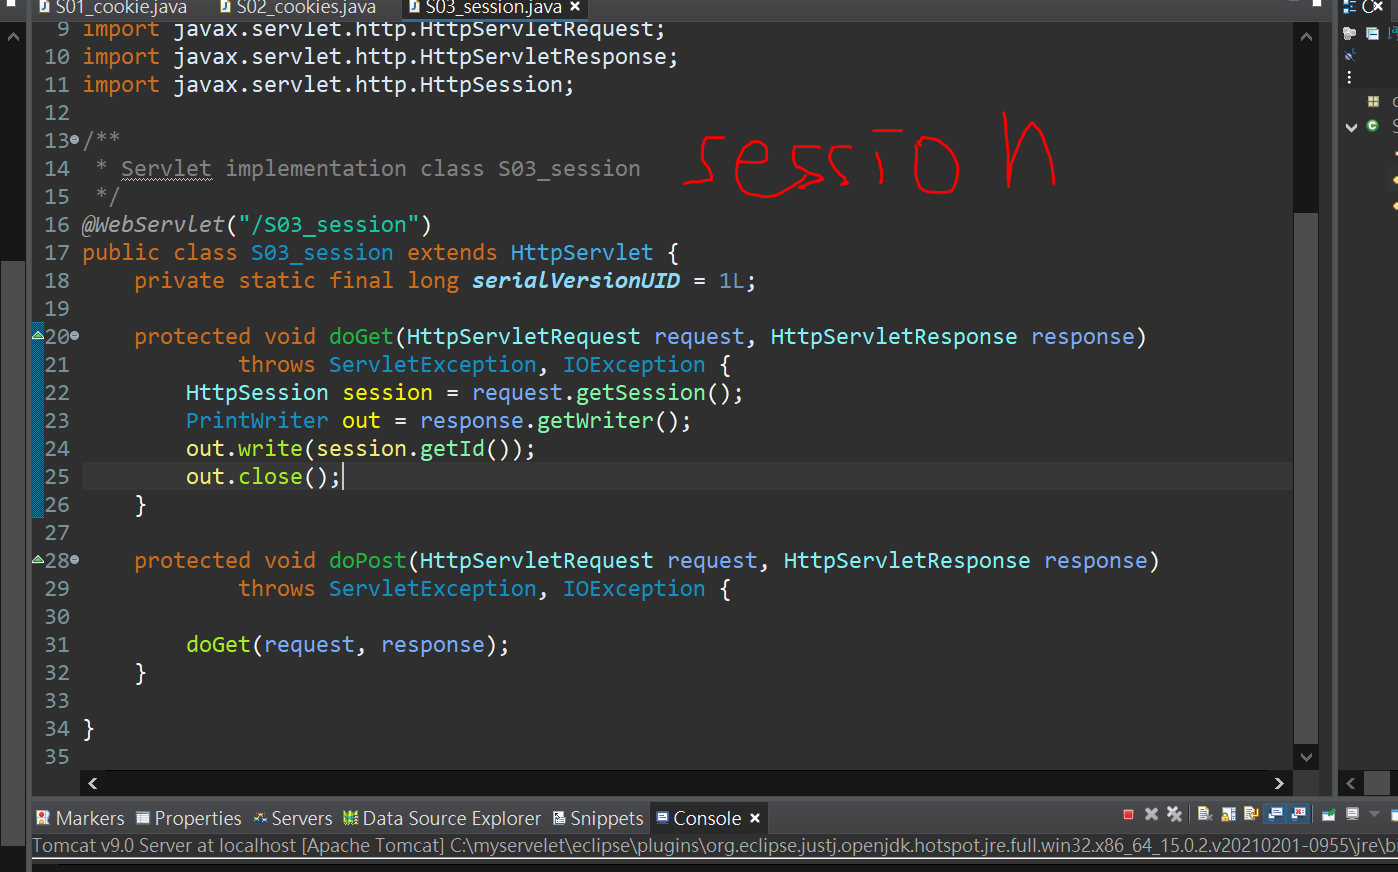 S01_cookie.java S02_cookies.java S03_session.java
9 import javax.servlet.http.HttpServletRequest;
10 import javax.servlet.http.HttpServletResponse;
11 import javax.servlet.http.HttpSession;
12
13 /**
14 * Servlet implementation class S03_session
session
15 */
16 @WebServlet("/S03_session")
17 public class S03_session extends HttpServlet {
18 private static final long serialVersionUID = 1L;
19
20 protected void doGet(HttpServletRequest request, HttpServletResponse response)
21 throws ServletException, IOException {
22 HttpSession session = request.getSession();
23 PrintWriter out = response.getWriter();
24 out.write(session.getId());
25 out.close();
26 }
27
28 protected void doPost(HttpServletRequest request, HttpServletResponse response)
29 throws ServletException, IOException {
30
31 doGet(request, response);
32 }
33
34 }
35
Markers Properties Servers Data Source Explorer Snippets Console
Tomcat v9.0 Server at localhost [Apache Tomcat] C:\myservelet\eclipse\plugins\org.eclipse.justj.openjdk.hotspot.jre.full.win32.x86_64_15.0.2.v20210201-0955\jre\b